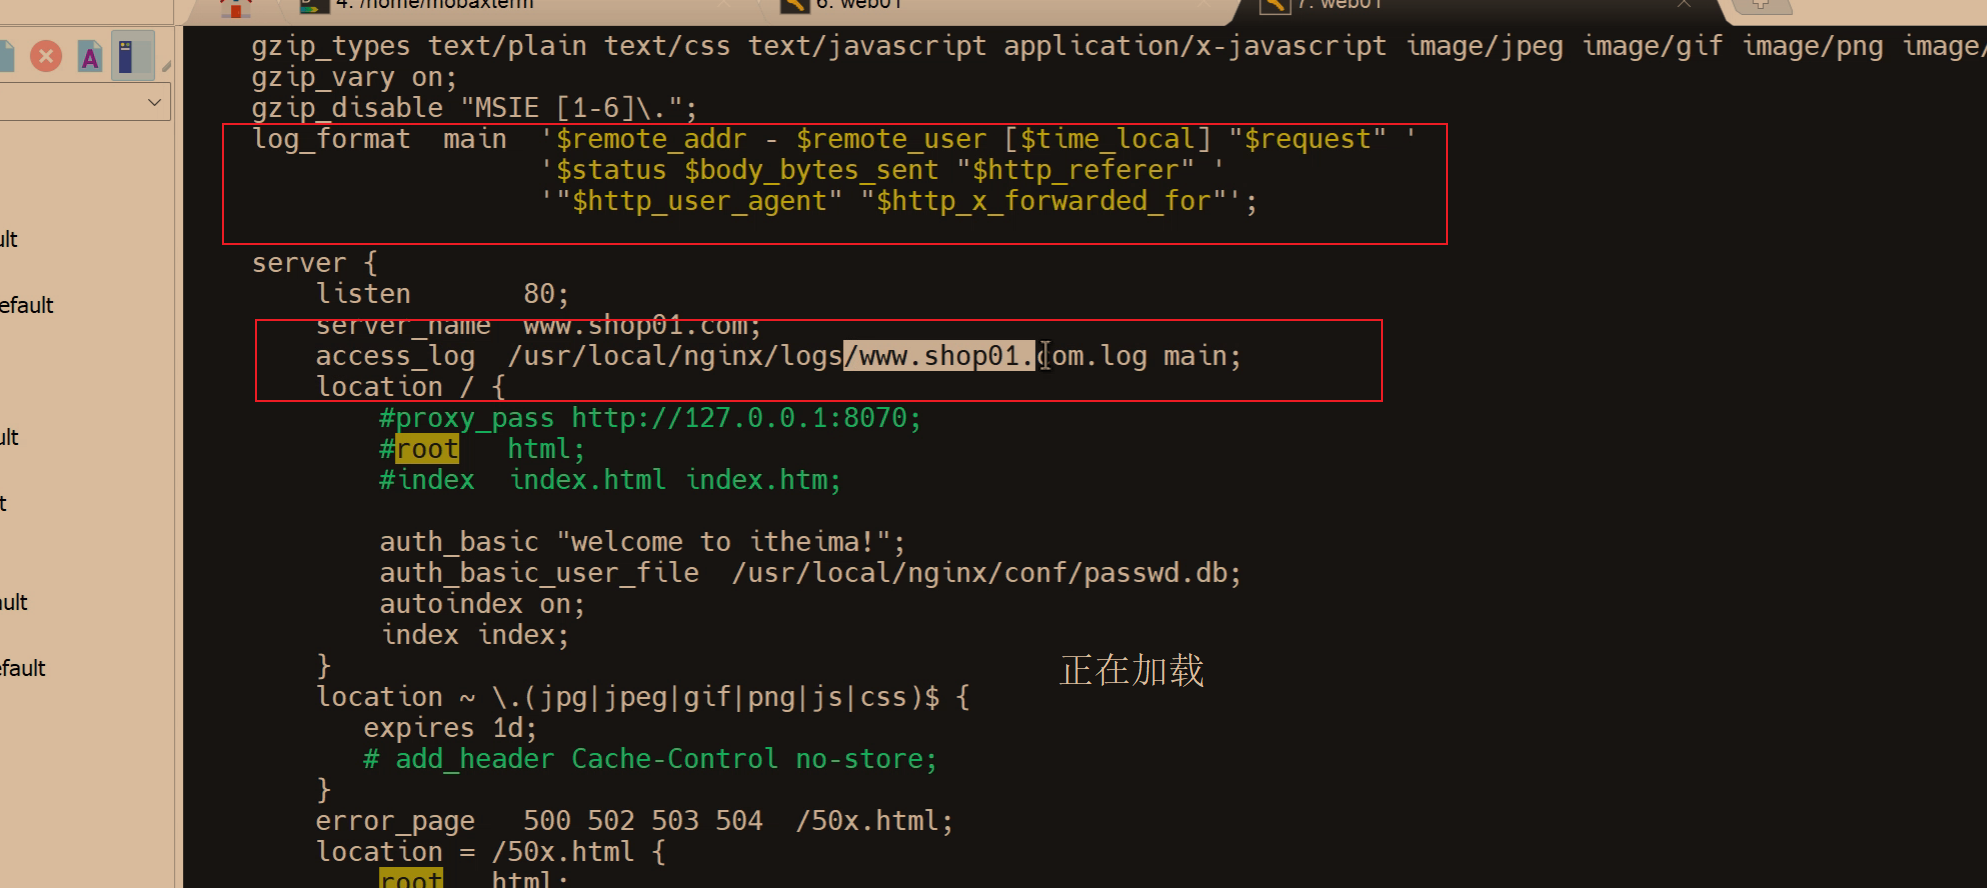 4. /home/mobaxterm
6. web01
7. web01
gzip_types text/plain text/css text/javascript application/x-javascript image/jpeg image/gif image/png image/
gzip_vary on;
gzip_disable "MSIE [1-6]\.";
log_format  main  '$remote_addr - $remote_user [$time_local] "$request" '
'$status $body_bytes_sent "$http_referer" '
'"$http_user_agent" "$http_x_forwarded_for"';
server {
listen       80;
server_name  www.shop01.com;
access_log  /usr/local/nginx/logs/www.shop01.com.log main;
location / {
#proxy_pass http://127.0.0.1:8070;
#root   html;
#index  index.html index.htm;
auth_basic "welcome to itheima!";
auth_basic_user_file  /usr/local/nginx/conf/passwd.db;
autoindex on;
index index;
}
正在加载
location ~ \.(jpg|jpeg|gif|png|js|css)$ {
expires 1d;
# add_header Cache-Control no-store;
}
error_page   500 502 503 504  /50x.html;
location = /50x.html {
root   html;
ult
efault
ult
t
ault
efault